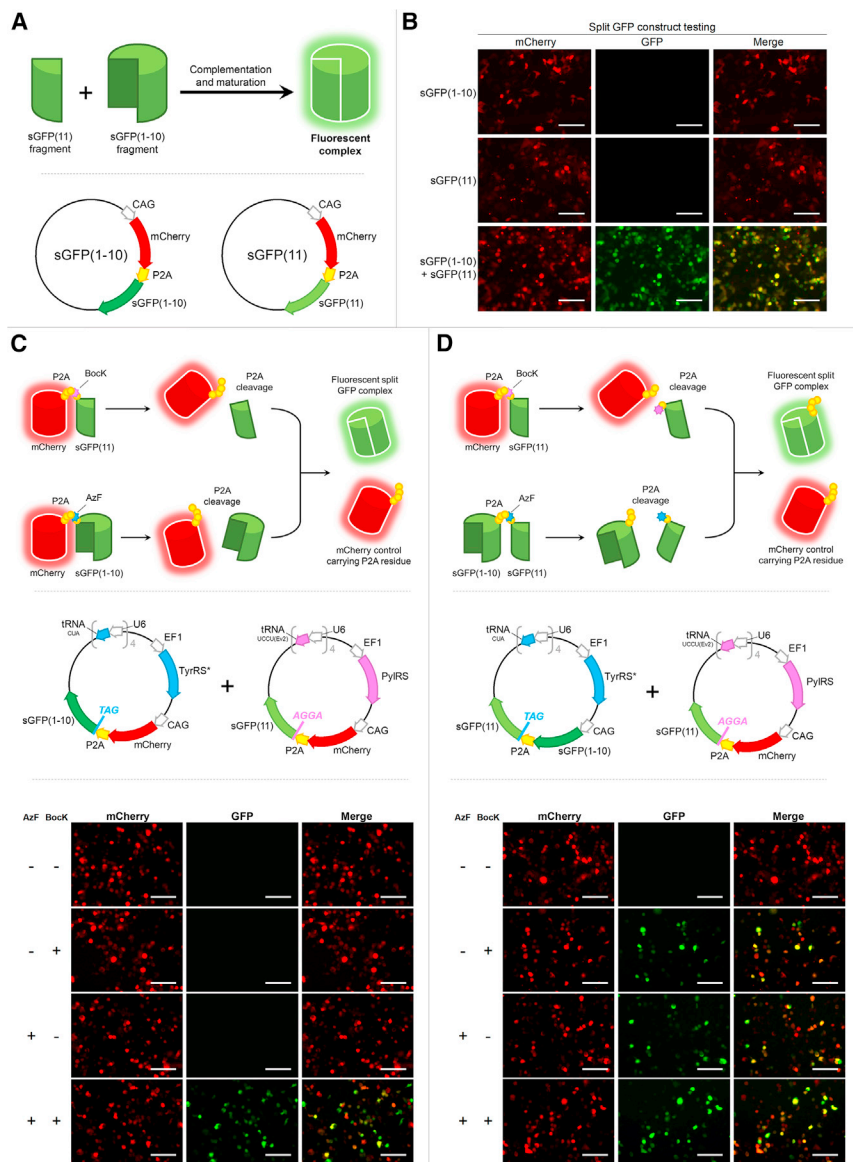 A
Complementation
and maturation
+
sGFP(11)
fragment
sGFP(1-10)
fragment
Fluorescent
complex
CAG
mCherry
P2A
sGFP(1-10)
sGFP(1-10)
CAG
mCherry
P2A
sGFP(11)
sGFP(11)
B
Split GFP construct testing
mCherry GFP Merge
sGFP(1-10)
sGFP(11)
sGFP(1-10)
+ sGFP(11)
C
P2A
BocK
mCherry
sGFP(11)
P2A
cleavage
Fluorescent split
GFP complex
P2A
AzF
mCherry
sGFP(1-10)
P2A
cleavage
mCherry control
carrying P2A residue
tRNA
CUA
4
U6
EF1
TyrRS*
CAG
mCherry
P2A
TAG
sGFP(1-10)
+
tRNA
UCCU(Ev2)
4
U6
EF1
PylRS
CAG
mCherry
P2A
AGGA
sGFP(11)
AzF BocK mCherry GFP Merge
- -
- +
+ -
+ +
D
P2A
BocK
mCherry
sGFP(11)
P2A
cleavage
Fluorescent split
GFP complex
P2A
AzF
sGFP(1-10)
sGFP(11)
P2A
cleavage
mCherry control
carrying P2A residue
tRNA
CUA
4
U6
EF1
TyrRS*
CAG
sGFP(1-10)
P2A
TAG
sGFP(11)
+
tRNA
UCCU(Ev2)
4
U6
EF1
PylRS
CAG
mCherry
P2A
AGGA
sGFP(11)
AzF BocK mCherry GFP Merge
- -
- +
+ -
+ +